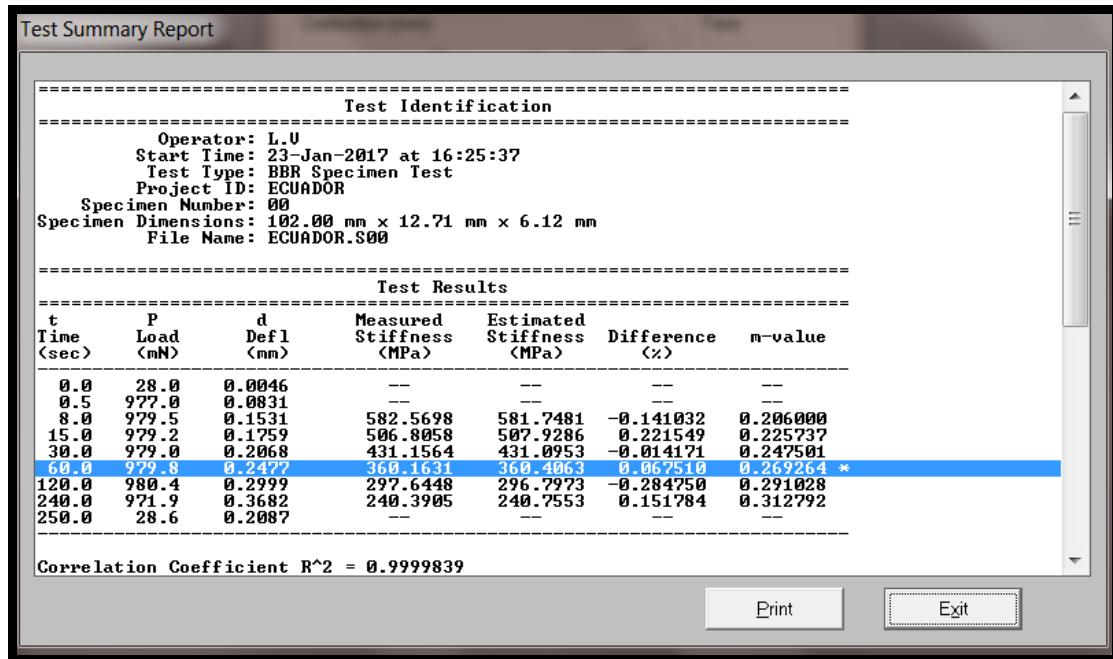 Test Summary Report
================================================================================
Test Identification
================================================================================
Operator: L.V
Start Time: 23-Jan-2017 at 16:25:37
Test Type: BBR Specimen Test
Project ID: ECUADOR
Specimen Number: 00
Specimen Dimensions: 102.00 mm x 12.71 mm x 6.12 mm
File Name: ECUADOR.S00
================================================================================
Test Results
================================================================================
t P d Measured Estimated
Time Load Defl Stiffness Stiffness Difference m-value
(sec) (mN) (mm) (MPa) (MPa) (%)
--------------------------------------------------------------------------------
0.0 28.0 0.0046 -- -- -- --
0.5 977.0 0.0831 -- -- -- --
8.0 979.5 0.1531 582.5698 581.7481 -0.141032 0.206000
15.0 979.2 0.1759 506.8058 507.9286 0.221549 0.225737
30.0 979.0 0.2068 431.1564 431.0953 -0.014171 0.247501
60.0 979.8 0.2477 360.1631 360.4063 0.067510 0.269264 *
120.0 980.4 0.2999 297.6448 296.7973 -0.284750 0.291028
240.0 971.9 0.3682 240.3905 240.7553 0.151784 0.312792
250.0 28.6 0.2087 -- -- -- --
--------------------------------------------------------------------------------
Correlation Coefficient R^2 = 0.9999839
Print Exit